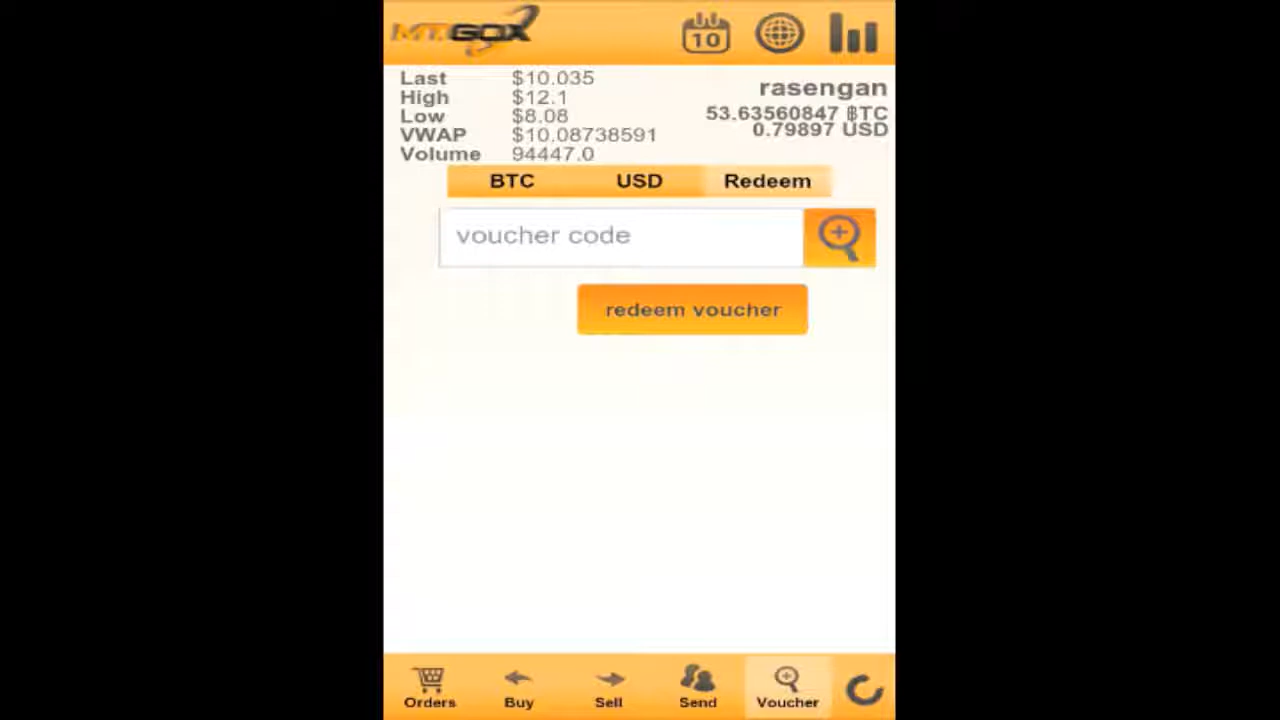 MT.GOX
10
Last $10.035
High $12.1
Low $8.08
VWAP $10.08738591
Volume 94447.0
rasengan
53.63560847 ฿TC
0.79897 USD
BTC USD Redeem
voucher code
redeem voucher
Orders Buy Sell Send Voucher